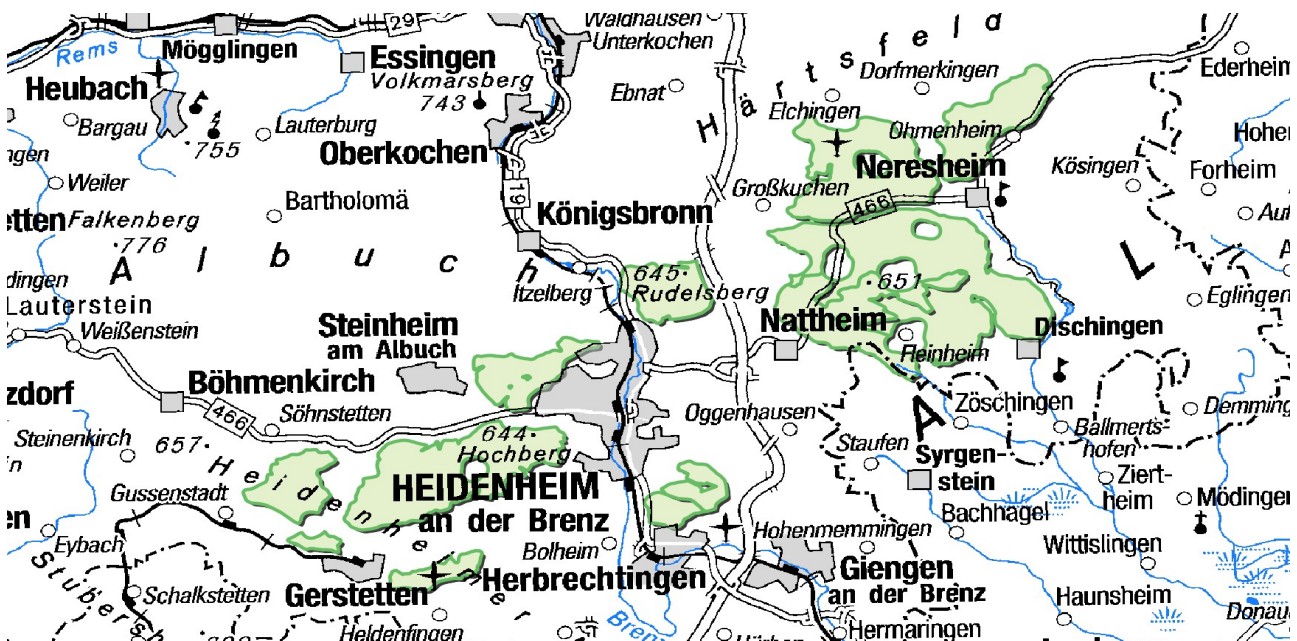 Waldhausen
29
Unterkochen
Härtsfeld
Rems
Mögglingen
Essingen
Volkmarsberg
743
Dorfmerkingen
Ederheim
Heubach
Ebnat
Elchingen
Bargau
755
Lauterburg
Oberkochen
Ohmenheim
Neresheim
Kösingen
Forheim
Weiler
Bartholomä
19
Großkuchen
466
Falkenberg
776
Königsbronn
Albuch
645
Rudelsberg
651
Itzelberg
Eglingen
Lauterstein
Weißenstein
Steinheim
am Albuch
Nattheim
Dischingen
Fleinheim
Böhmenkirch
466
Söhnstetten
Oggenhausen
Zöschingen
A
L
Steinenkirch
657
644
Hochberg
Staufen
Ballmerts-
hofen
Syrgen-
stein
Ziert-
heim
Gussenstadt
HEIDENHEIM
an der Brenz
Bachhagel
Mödingen
Eybach
Bolheim
Hohenmemmingen
Wittislingen
Schalkstetten
Gerstetten
Herbrechtingen
Giengen
an der Brenz
Haunsheim
Heldenfingen
Hermaringen